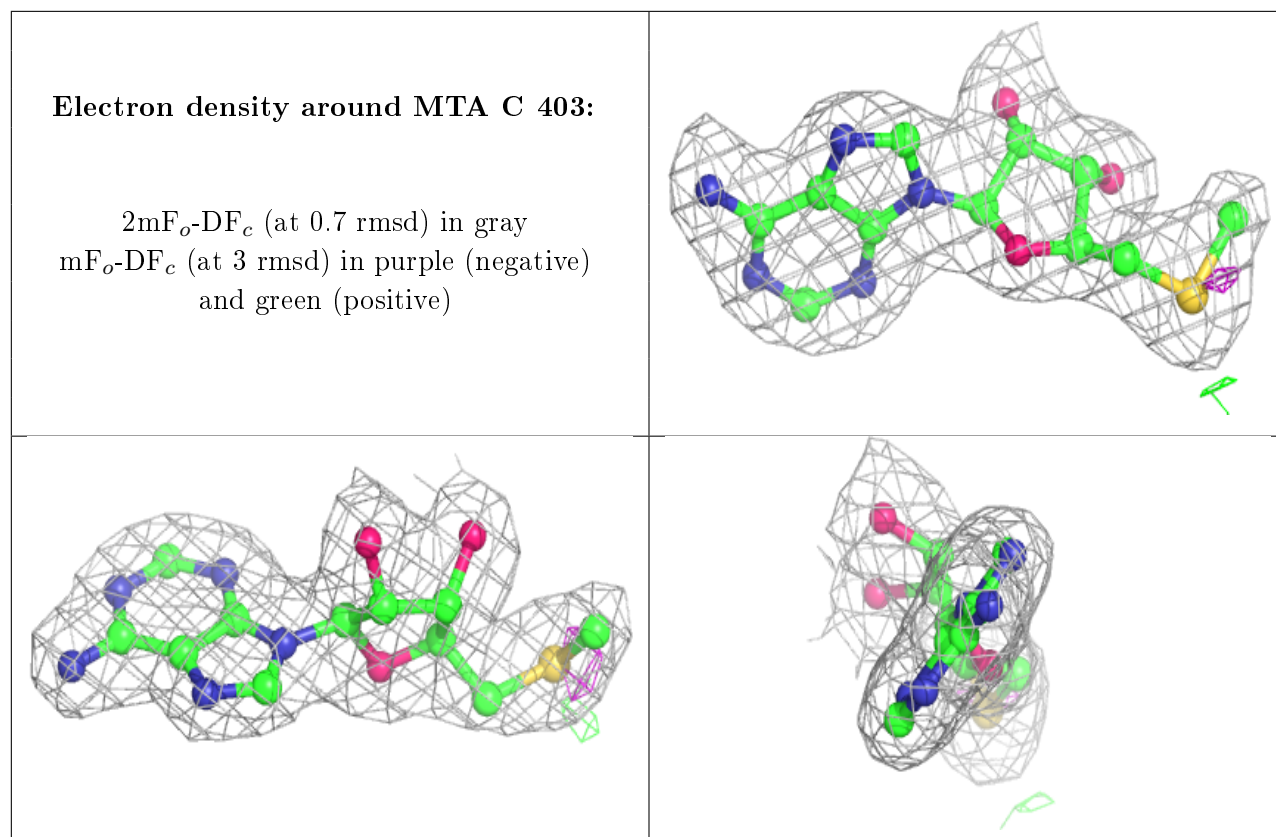 Electron density around MTA C 403:
2mFo-DFc (at 0.7 rmsd) in gray
mFo-DFc (at 3 rmsd) in purple (negative)
and green (positive)